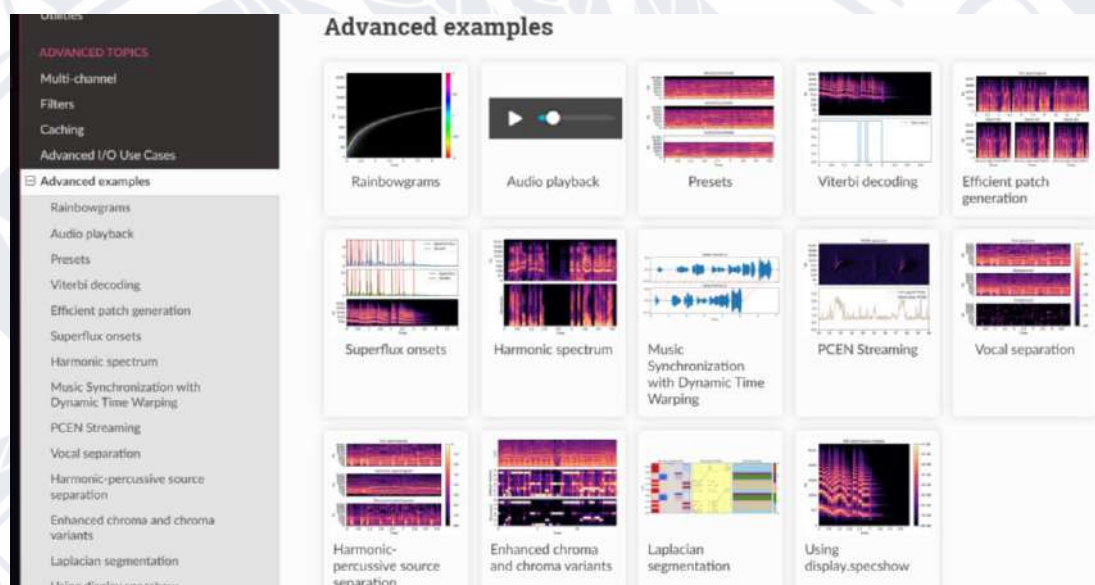 Utilities
ADVANCED TOPICS
Multi-channel
Filters
Caching
Advanced I/O Use Cases
Advanced examples
Rainbowgrams
Audio playback
Presets
Viterbi decoding
Efficient patch generation
Superflux onsets
Harmonic spectrum
Music Synchronization with
Dynamic Time Warping
PCEN Streaming
Vocal separation
Harmonic-percussive source
separation
Enhanced chroma and chroma
variants
Laplacian segmentation
Using display.specshow
Advanced examples
Rainbowgrams
Audio playback
Presets
Viterbi decoding
Efficient patch
generation
Superflux onsets
Harmonic spectrum
Music
Synchronization
with Dynamic Time
Warping
PCEN Streaming
Vocal separation
Harmonic-
percussive source
separation
Enhanced chroma
and chroma variants
Laplacian
segmentation
Using
display.specshow